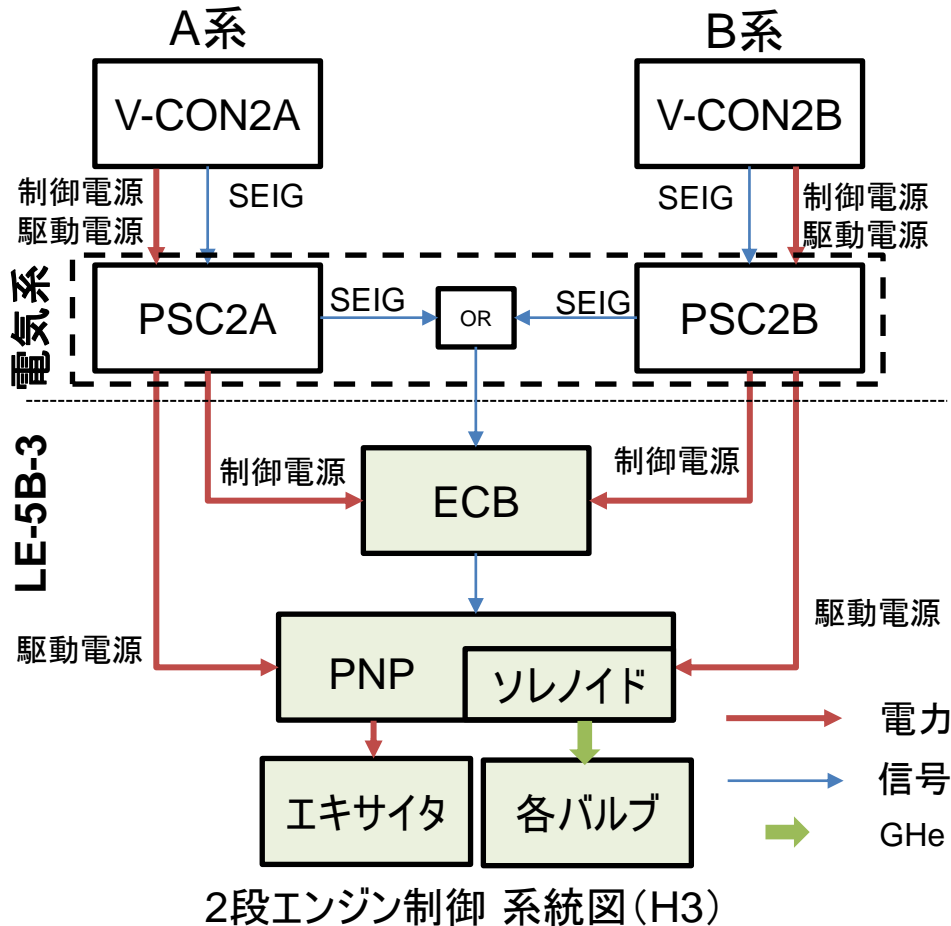 A系
B系
V-CON2A
V-CON2B
制御電源
駆動電源
SEIG
SEIG
制御電源
駆動電源
電気系
PSC2A
SEIG
OR
SEIG
PSC2B
LE-5B-3
制御電源
ECB
制御電源
駆動電源
PNP
ソレノイド
駆動電源
エキサイタ
各バルブ
電力
信号
GHe
2段エンジン制御 系統図(H3)